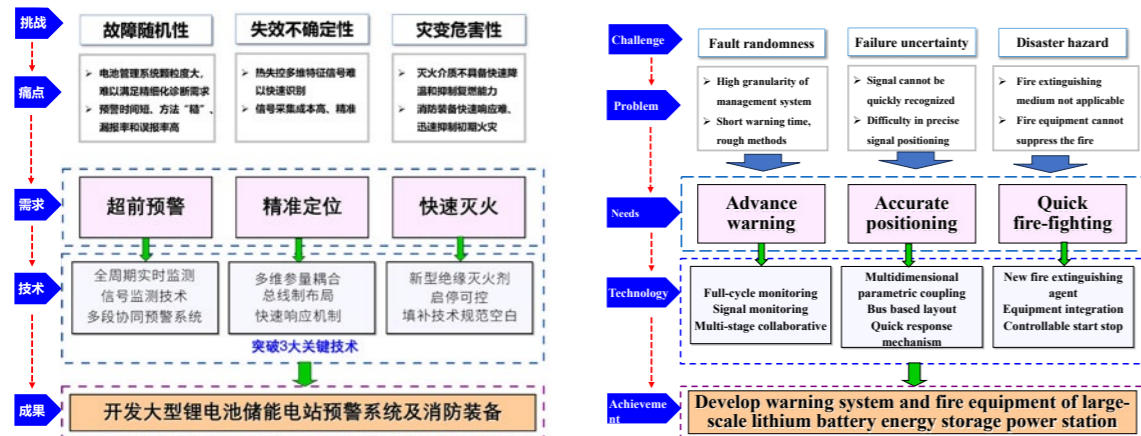 挑战
故障随机性
失效不确定性
灾变危害性
痛点
➢ 电池管理系统颗粒度大，
难以满足精细化诊断需求
➢ 预警时间短、方法“糙”、
漏报率和误报率高
➢ 热失控多维特征信号难
以快速识别
➢ 信号采集成本高、精准
➢ 灭火介质不具备快速降
温和抑制复燃能力
➢ 消防装备快速响应难、
迅速抑制初期火灾
需求
超前预警
精准定位
快速灭火
技术
全周期实时监测
信号监测技术
多段协同预警系统
多维参量耦合
总线制布局
快速响应机制
新型绝缘灭火剂
启停可控
填补技术规范空白
突破3大关键技术
成果
开发大型锂电池储能电站预警系统及消防装备
Challenge
Fault randomness
Failure uncertainty
Disaster hazard
Problem
➢ High granularity of
management system
➢ Short warning time,
rough methods
➢ Signal cannot be
quickly recognized
➢ Difficulty in precise
signal positioning
➢ Fire extinguishing
medium not applicable
➢ Fire equipment cannot
suppress the fire
Needs
Advance
warning
Accurate
positioning
Quick
fire-fighting
Technology
Full-cycle monitoring
Signal monitoring
Multi-stage collaborative
Multidimensional
parametric coupling
Bus based layout
Quick response
mechanism
New fire extinguishing
agent
Equipment integration
Controllable start stop
Achieveme
nt
Develop warning system and fire equipment of large-
scale lithium battery energy storage power station